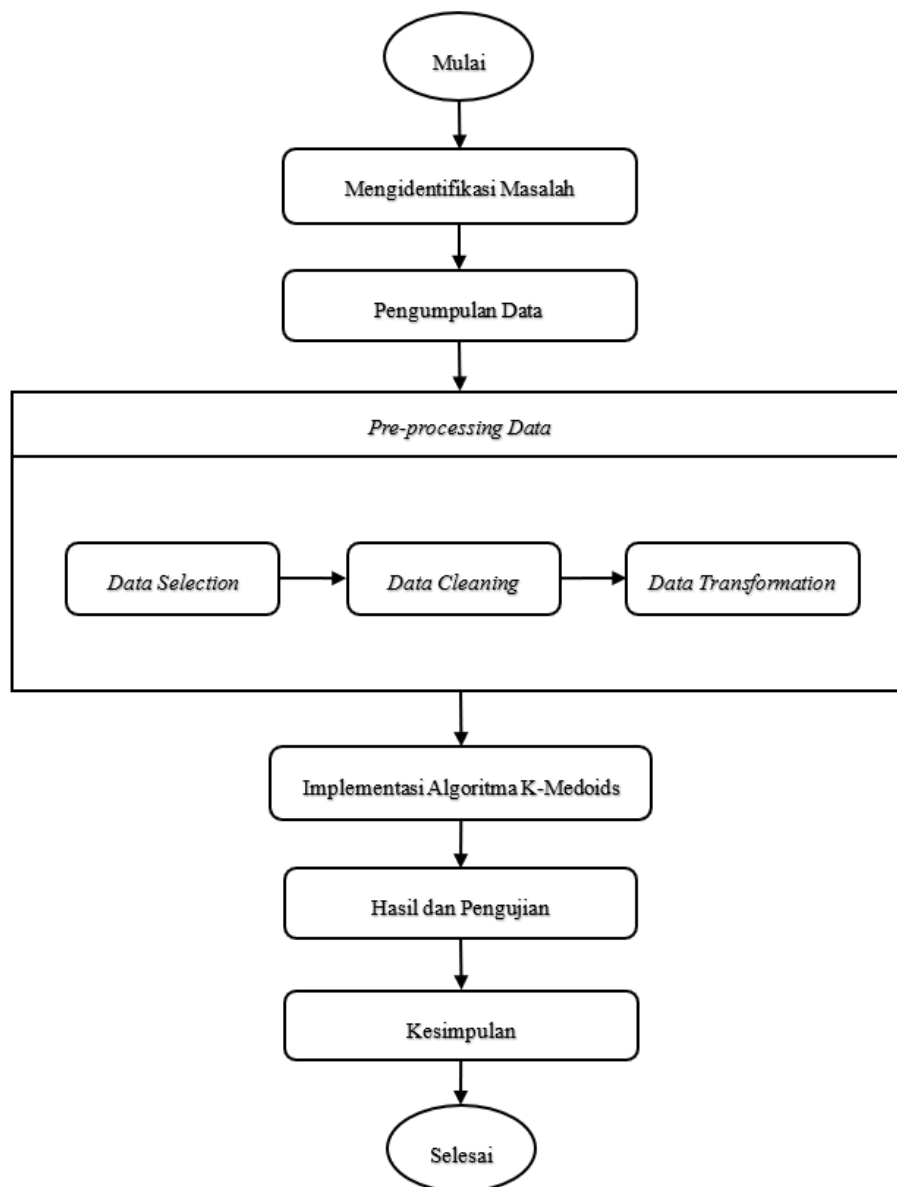 Mulai
Mengidentifikasi Masalah
Pengumpulan Data
Pre-processing Data
Data Selection
Data Cleaning
Data Transformation
Implementasi Algoritma K-Medoids
Hasil dan Pengujian
Kesimpulan
Selesai